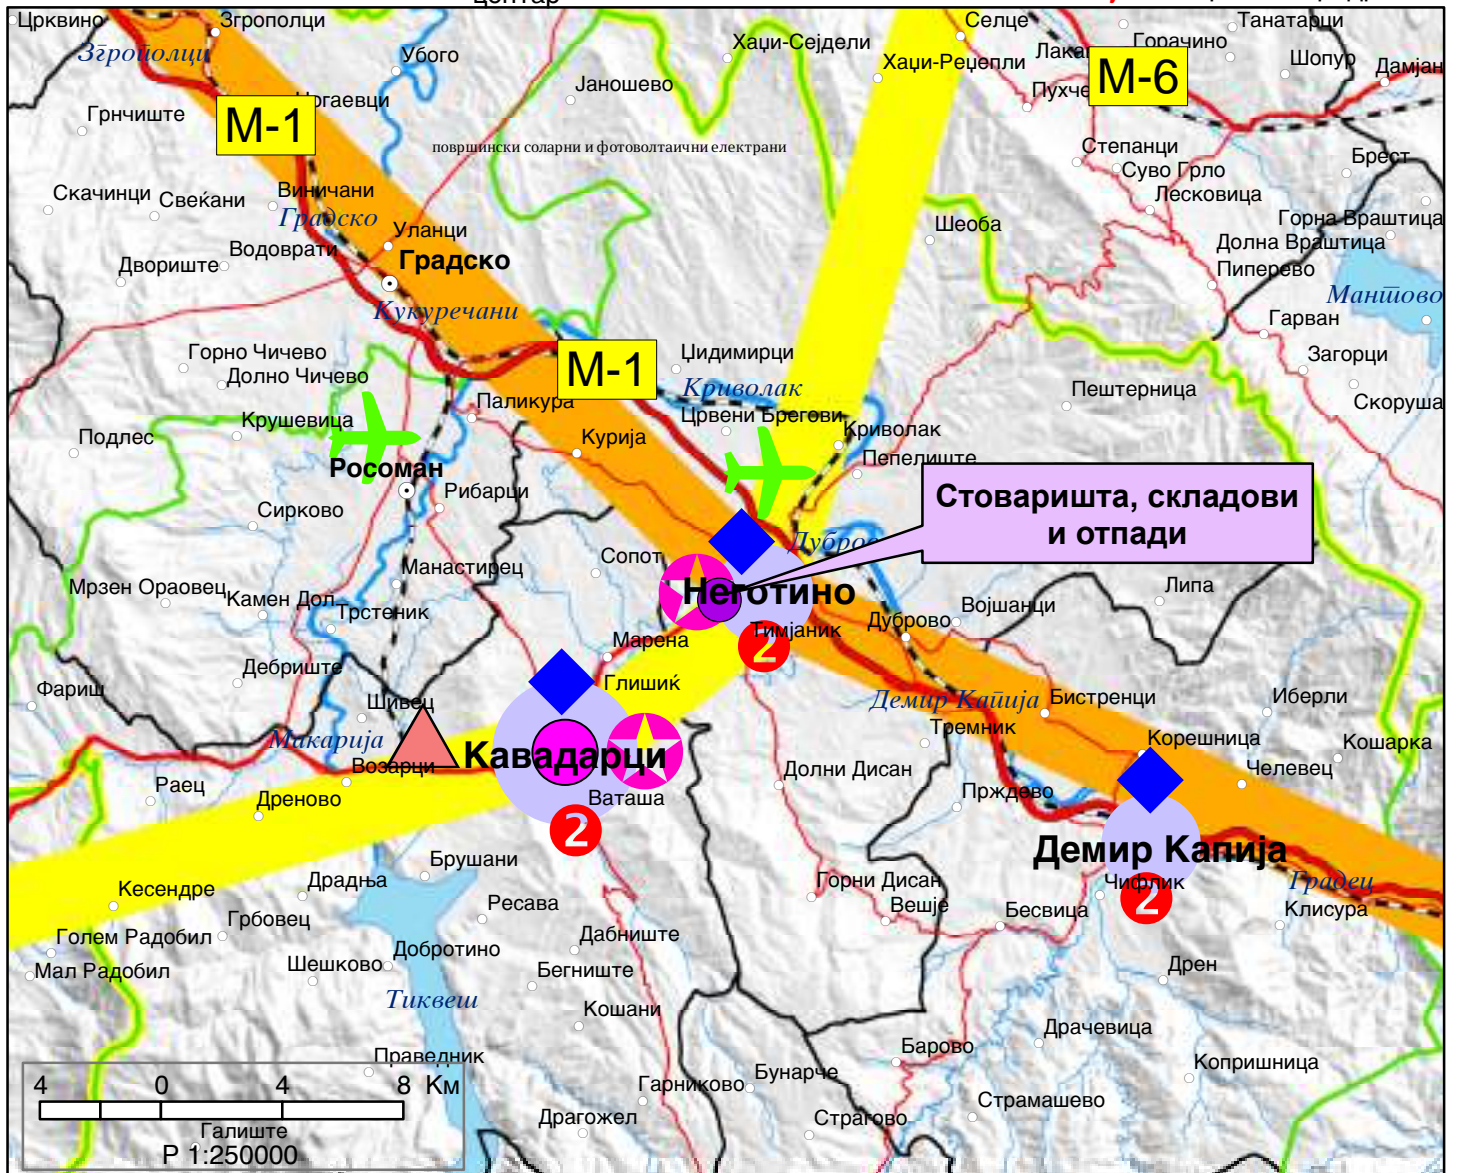 центар
Црквино
Згрополци
Згрополци
Убого
Хаџи-Сејдели
Селце
Танатарци
Горачино
Хаџи-Реџепли
Шопур
Дамјан
М-6
Јаношево
Грнчиште
М-1
површински соларни и фотоволтаични електрани
Степанци
Суво Грло
Брест
Лесковица
Скачинци
Свеќани
Виничани
Градско
Горна Враштица
Уланци
Шеоба
Долна Враштица
Водоврати
Двориште
Градско
Пиперево
Мантово
Кукуречани
Гарван
Горно Чичево
Долно Чичево
М-1
Џидимирци
Криволак
Загорци
Пештерница
Скоруша
Паликура
Црвени Брегови
Крушевица
Подлес
Курија
Криволак
Пепелиште
Росоман
Рибарци
Сирково
Стоваришта, складови
и отпади
Сопот
Манастирец
Мрзен Ораовец
Камен Дол
Трстеник
Неготино
Липа
Војшанци
Дуброво
Тимјаник
2
Марена
Дебриште
Глишиќ
Фариш
Шивец
Демир Капија
Бистренци
Иберли
Тремник
Макарија
Возарци
Кавадарци
Корешница
Кошарка
Раец
Дреново
Ваташа
Долни Дисан
Прждево
Челевец
2
Демир Капија
Брушани
Кесендре
Драдња
Горни Дисан
Чифлик
Градец
2
Ресава
Вешје
Бесвица
Клисура
Грбовец
Голем Радобил
Дабниште
Добротино
Мал Радобил
Шешково
Бегниште
Дрен
Тиквеш
Кошани
Драчевица
Праведник
Барово
Копришница
4 0 4 8 Км
Гарниково
Бунарче
Драгожел
Страгово
Страмашево
Галиште
Р 1:250000